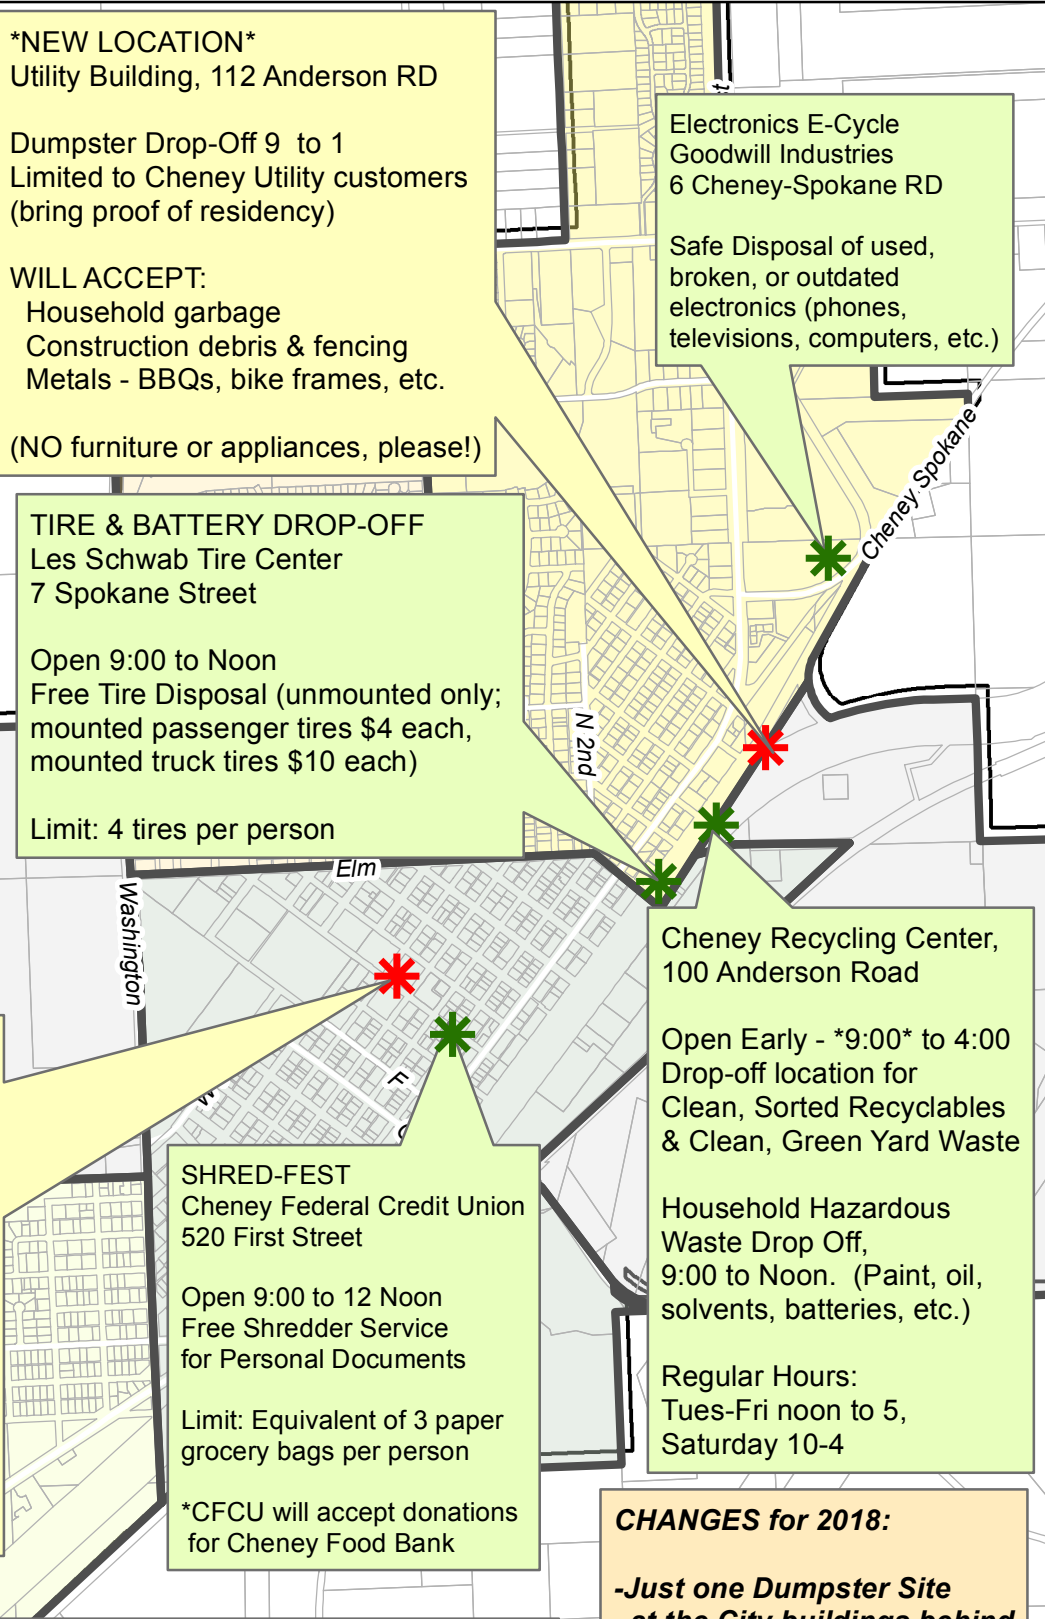 *NEW LOCATION*
Utility Building, 112 Anderson RD
Dumpster Drop-Off 9  to 1
Limited to Cheney Utility customers
(bring proof of residency)
WILL ACCEPT:
Household garbage
Construction debris & fencing
Metals - BBQs, bike frames, etc.
(NO furniture or appliances, please!)
st
Electronics E-Cycle
Goodwill Industries
6 Cheney-Spokane RD
Safe Disposal of used,
broken, or outdated
electronics (phones,
televisions, computers, etc.)
Cheney Spokane
TIRE & BATTERY DROP-OFF
Les Schwab Tire Center
7 Spokane Street
Open 9:00 to Noon
Free Tire Disposal (unmounted only;
mounted passenger tires $4 each,
mounted truck tires $10 each)
Limit: 4 tires per person
N 2nd
Elm
Washington
F
SHRED-FEST
Cheney Federal Credit Union
520 First Street
Open 9:00 to 12 Noon
Free Shredder Service
for Personal Documents
Limit: Equivalent of 3 paper
grocery bags per person
*CFCU will accept donations
for Cheney Food Bank
Cheney Recycling Center,
100 Anderson Road
Open Early - *9:00* to 4:00
Drop-off location for
Clean, Sorted Recyclables
& Clean, Green Yard Waste
Household Hazardous
Waste Drop Off,
9:00 to Noon.  (Paint, oil,
solvents, batteries, etc.)
Regular Hours:
Tues-Fri noon to 5,
Saturday 10-4
CHANGES for 2018:
-Just one Dumpster Site
at the City buildings behind